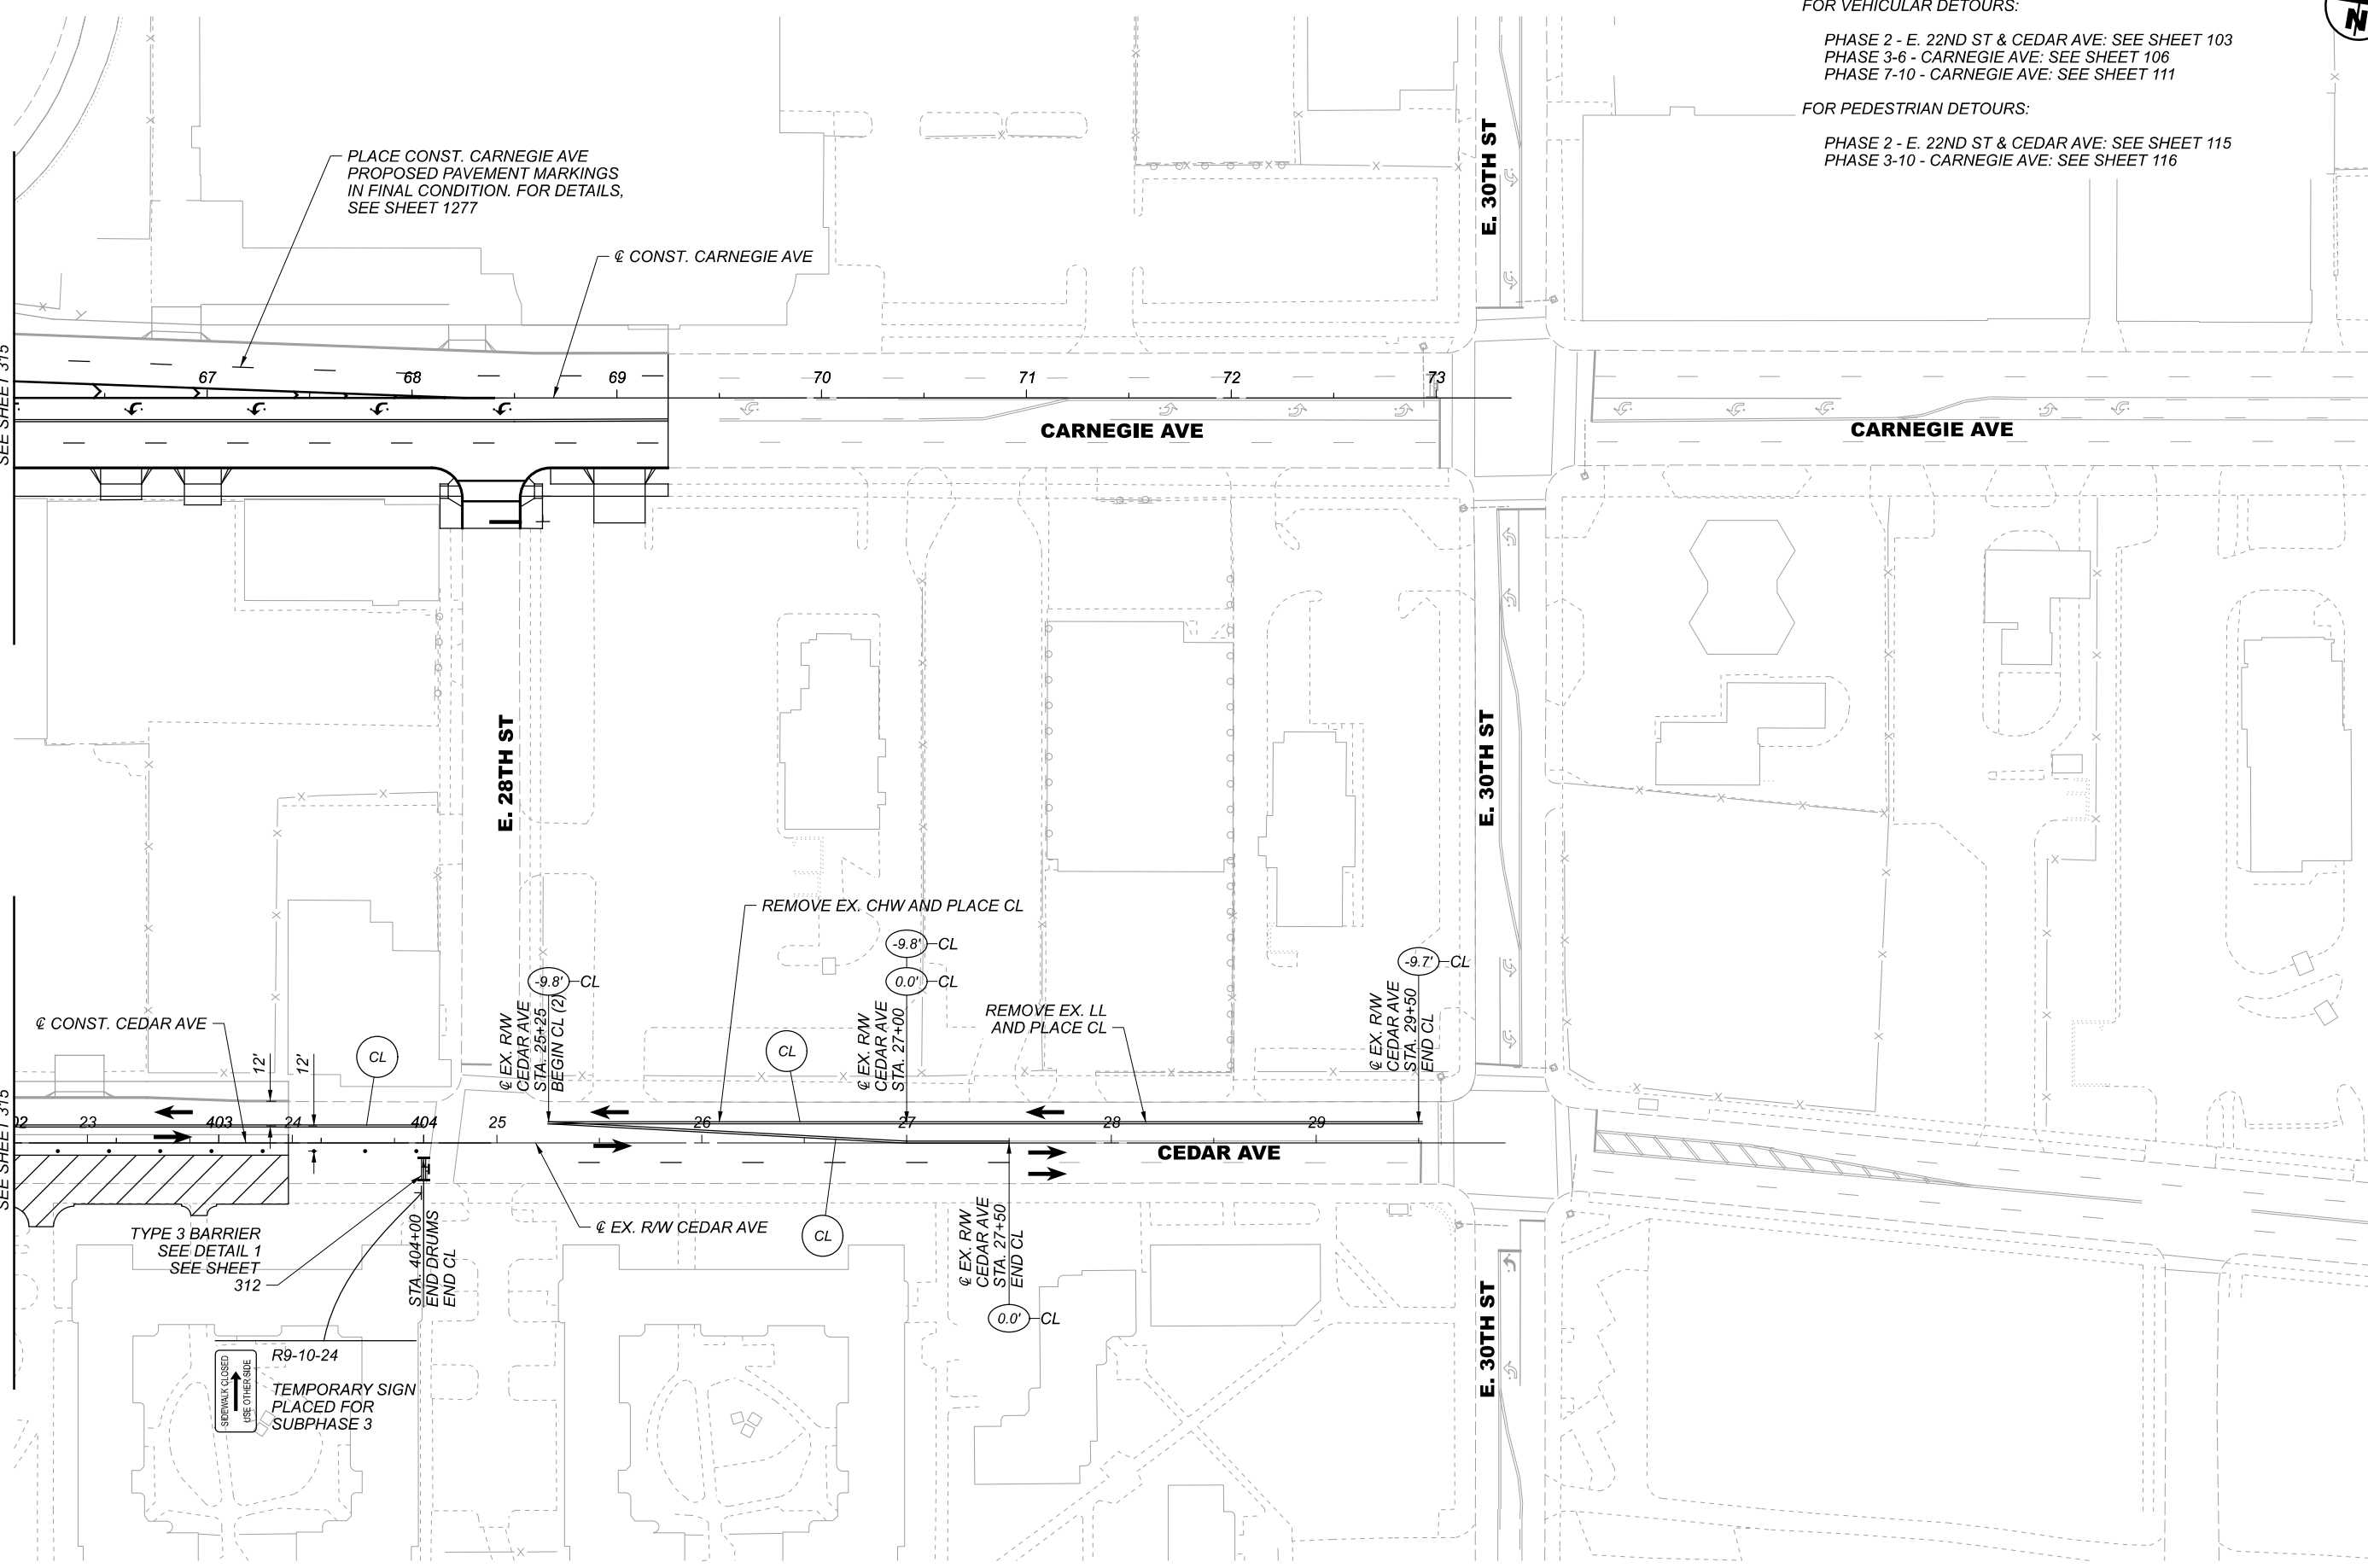 FOR VEHICULAR DETOURS:
PHASE 2 - E. 22ND ST & CEDAR AVE: SEE SHEET 103
PHASE 3-6 - CARNEGIE AVE: SEE SHEET 106
PHASE 7-10 - CARNEGIE AVE: SEE SHEET 111
FOR PEDESTRIAN DETOURS:
PHASE 2 - E. 22ND ST & CEDAR AVE: SEE SHEET 115
PHASE 3-10 - CARNEGIE AVE: SEE SHEET 116
N
PLACE CONST. CARNEGIE AVE
PROPOSED PAVEMENT MARKINGS
IN FINAL CONDITION. FOR DETAILS,
SEE SHEET 1277
℄ CONST. CARNEGIE AVE
E. 30TH ST
SEE SHEET 315
67 68 69 70 71 72 73
CARNEGIE AVE
CARNEGIE AVE
E. 28TH ST
E. 30TH ST
REMOVE EX. CHW AND PLACE CL
-9.8' CL
0.0' CL
-9.8' CL
-9.7' CL
℄ EX. R/W
CEDAR AVE
STA. 25+25
BEGIN CL (2)
℄ EX. R/W
CEDAR AVE
STA. 27+00
REMOVE EX. LL
AND PLACE CL
℄ EX. R/W
CEDAR AVE
STA. 29+50
END CL
℄ CONST. CEDAR AVE
12'
12'
CL
CL
SEE SHEET 315
02 23 403 24 404 25 26 27 28 29
CEDAR AVE
℄ EX. R/W CEDAR AVE
CL
TYPE 3 BARRIER
SEE DETAIL 1
SEE SHEET
312
STA. 404+00
END DRUMS
END CL
℄ EX. R/W
CEDAR AVE
STA. 27+50
END CL
0.0' CL
E. 30TH ST
R9-10-24
SIDEWALK CLOSED
USE OTHER SIDE
TEMPORARY SIGN
PLACED FOR
SUBPHASE 3